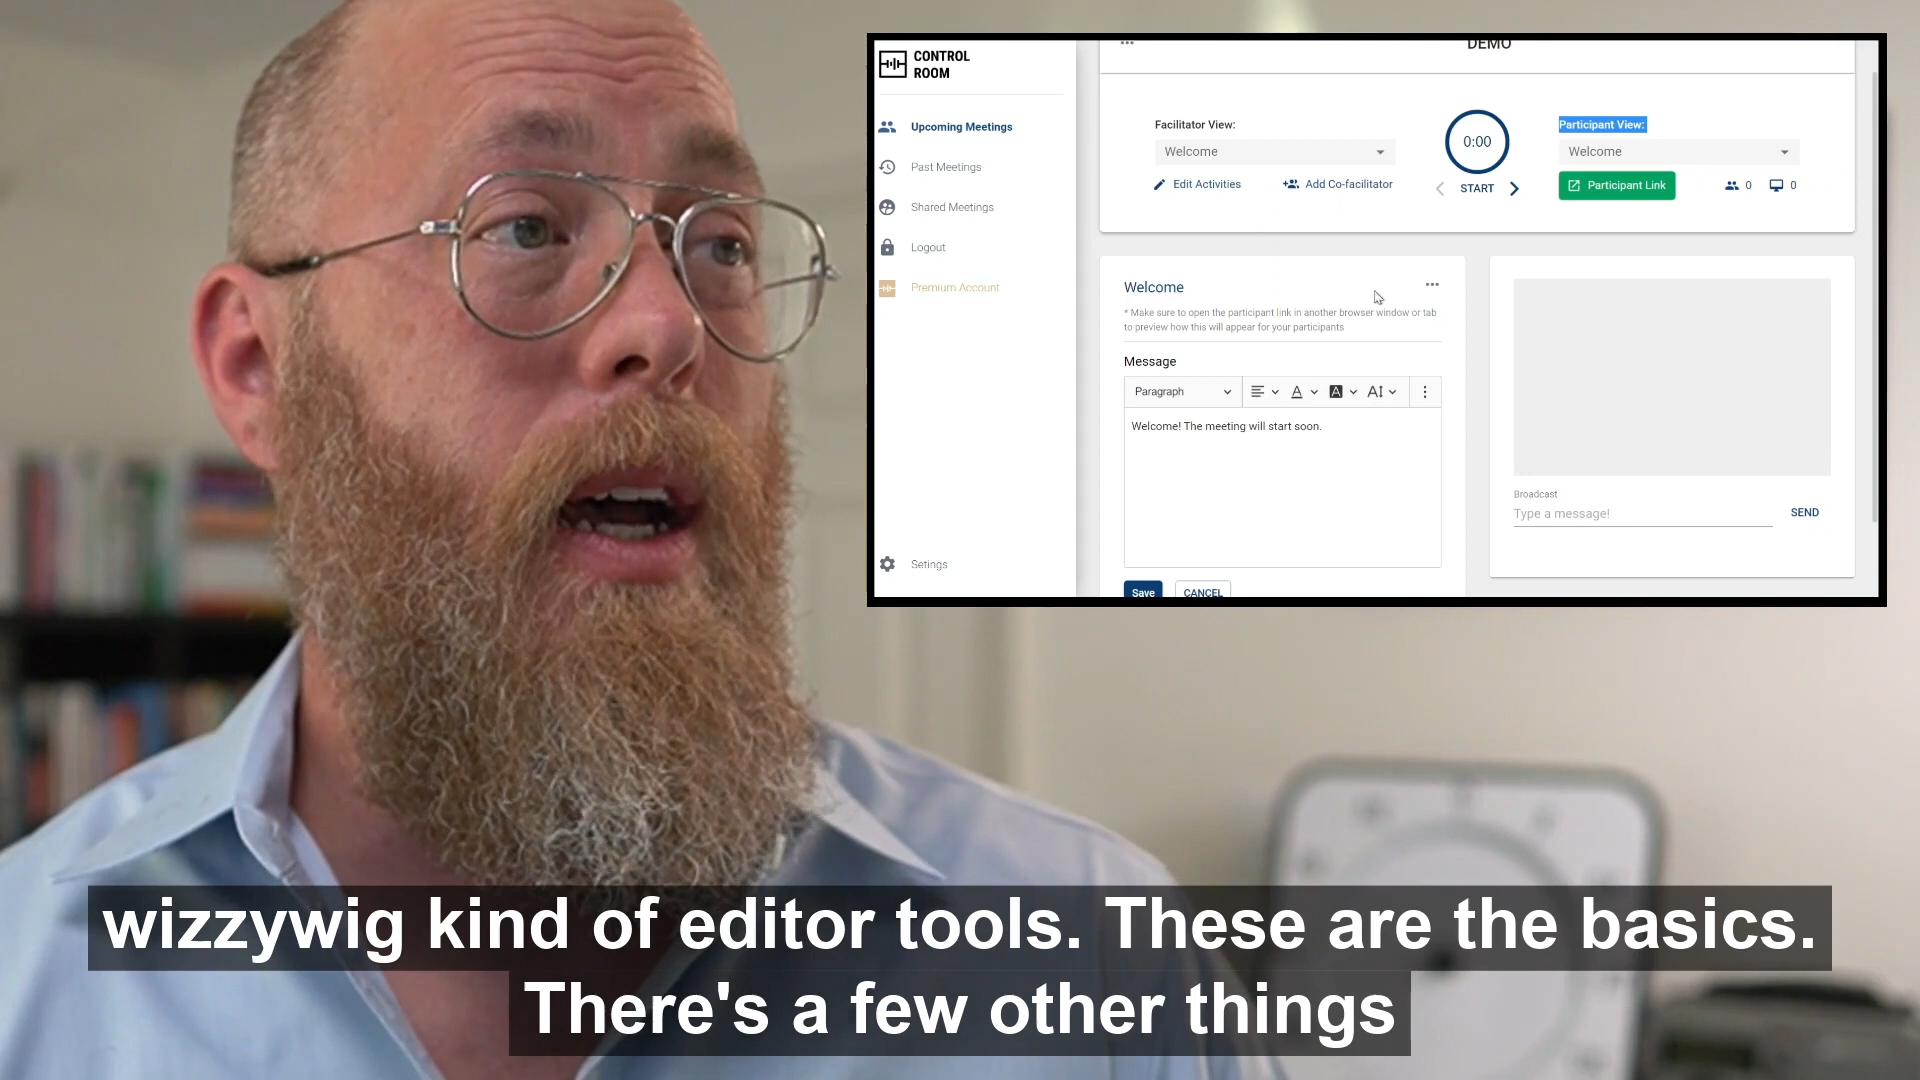 CONTROL
ROOM
Upcoming Meetings
Past Meetings
Shared Meetings
Logout
Premium Account
Setings
DEMO
Facilitator View:
Welcome
Edit Activities
Add Co-facilitator
0:00
START
Participant View:
Welcome
Participant Link
0
0
Welcome
* Make sure to open the participant link in another browser window or tab
to preview how this will appear for your participants
Message
Paragraph
Welcome! The meeting will start soon.
Save
CANCEL
Broadcast
Type a message!
SEND
wizzywig kind of editor tools. These are the basics.
There's a few other things